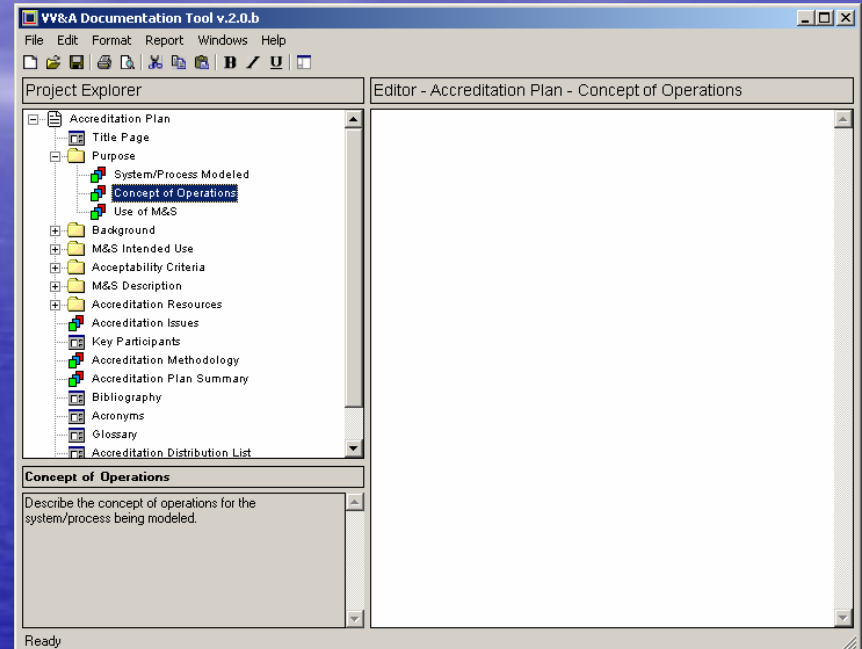 VV&A Documentation Tool v.2.0.b
File Edit Format Report Windows Help
B I U
Project Explorer
Editor - Accreditation Plan - Concept of Operations
Accreditation Plan
Title Page
Purpose
System/Process Modeled
Concept of Operations
Use of M&S
Background
M&S Intended Use
Acceptability Criteria
M&S Description
Accreditation Resources
Accreditation Issues
Key Participants
Accreditation Methodology
Accreditation Plan Summary
Bibliography
Acronyms
Glossary
Accreditation Distribution List
Concept of Operations
Describe the concept of operations for the
system/process being modeled.
Ready